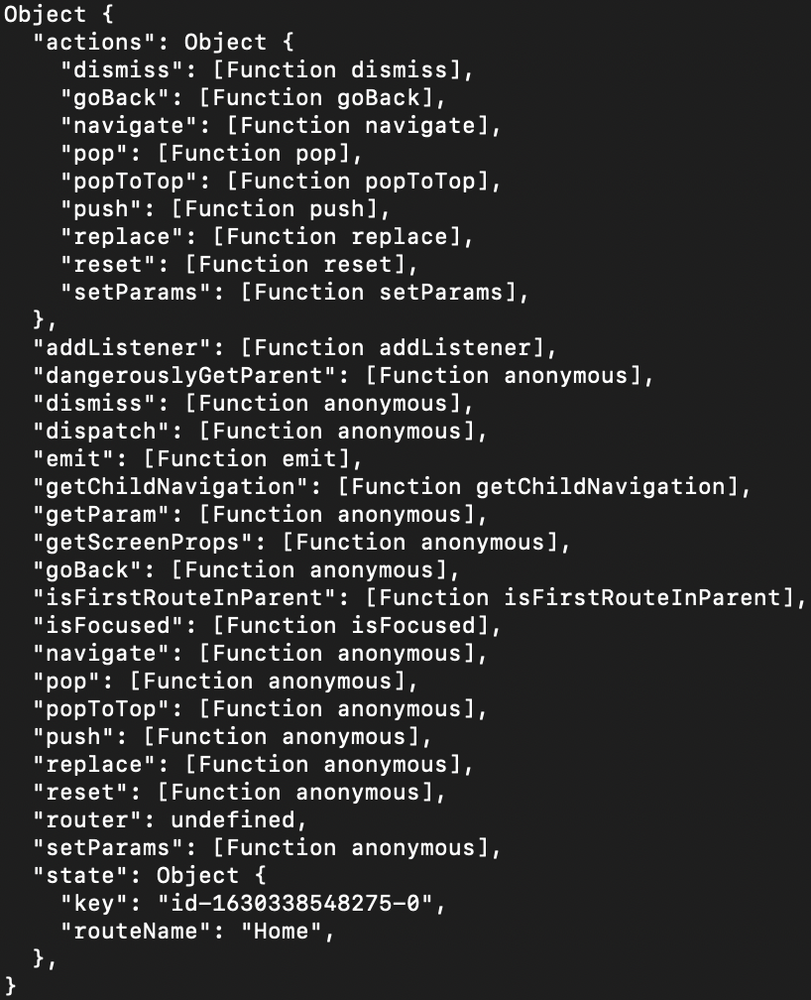 Object {
  "actions": Object {
    "dismiss": [Function dismiss],
    "goBack": [Function goBack],
    "navigate": [Function navigate],
    "pop": [Function pop],
    "popToTop": [Function popToTop],
    "push": [Function push],
    "replace": [Function replace],
    "reset": [Function reset],
    "setParams": [Function setParams],
  },
  "addListener": [Function addListener],
  "dangerouslyGetParent": [Function anonymous],
  "dismiss": [Function anonymous],
  "dispatch": [Function anonymous],
  "emit": [Function emit],
  "getChildNavigation": [Function getChildNavigation],
  "getParam": [Function anonymous],
  "getScreenProps": [Function anonymous],
  "goBack": [Function anonymous],
  "isFirstRouteInParent": [Function isFirstRouteInParent],
  "isFocused": [Function isFocused],
  "navigate": [Function anonymous],
  "pop": [Function anonymous],
  "popToTop": [Function anonymous],
  "push": [Function anonymous],
  "replace": [Function anonymous],
  "reset": [Function anonymous],
  "router": undefined,
  "setParams": [Function anonymous],
  "state": Object {
    "key": "id-1630338548275-0",
    "routeName": "Home",
  },
}